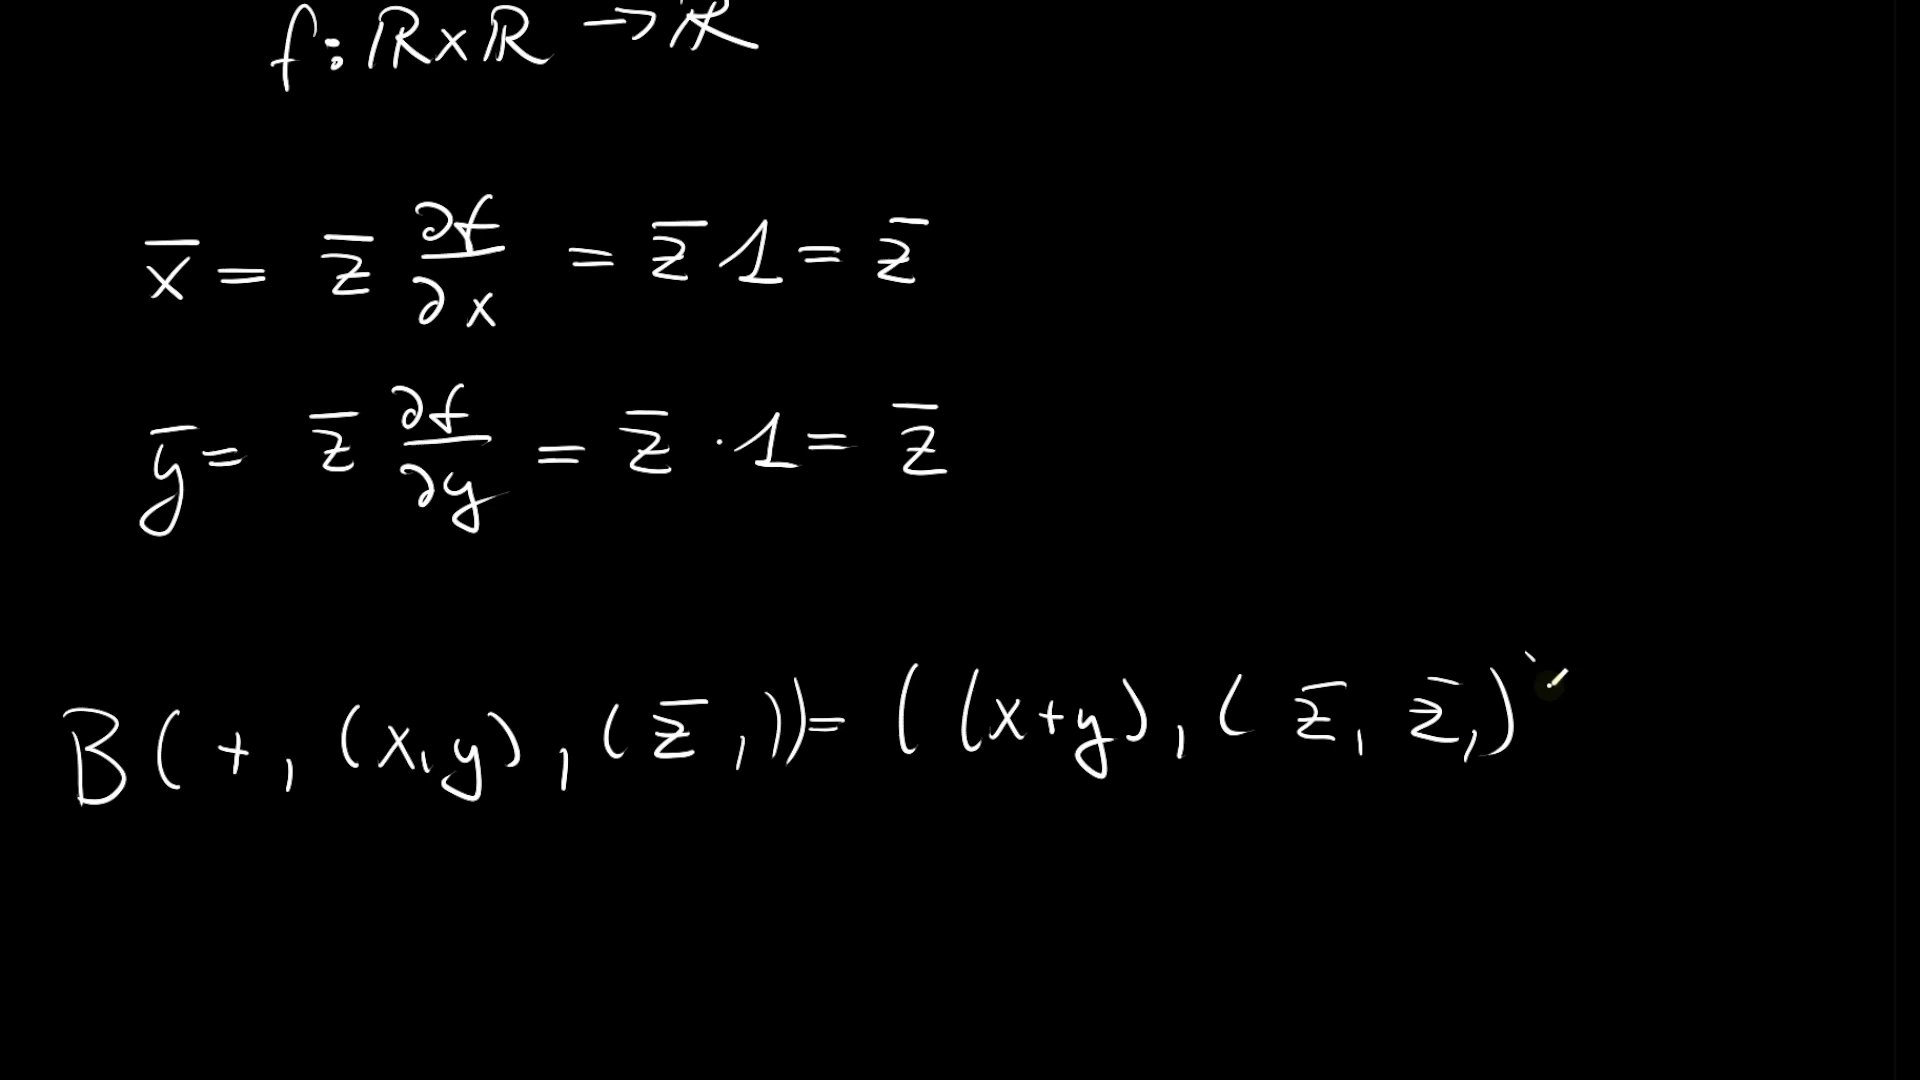 f: ℝ×ℝ → ℝ
x̄ = z̄ ∂f/∂x = z̄ 1 = z̄
ȳ = z̄ ∂f/∂y = z̄ · 1 = z̄
B(+, (x,y), (z̄,)) = ((x+y), (z̄, z̄,)